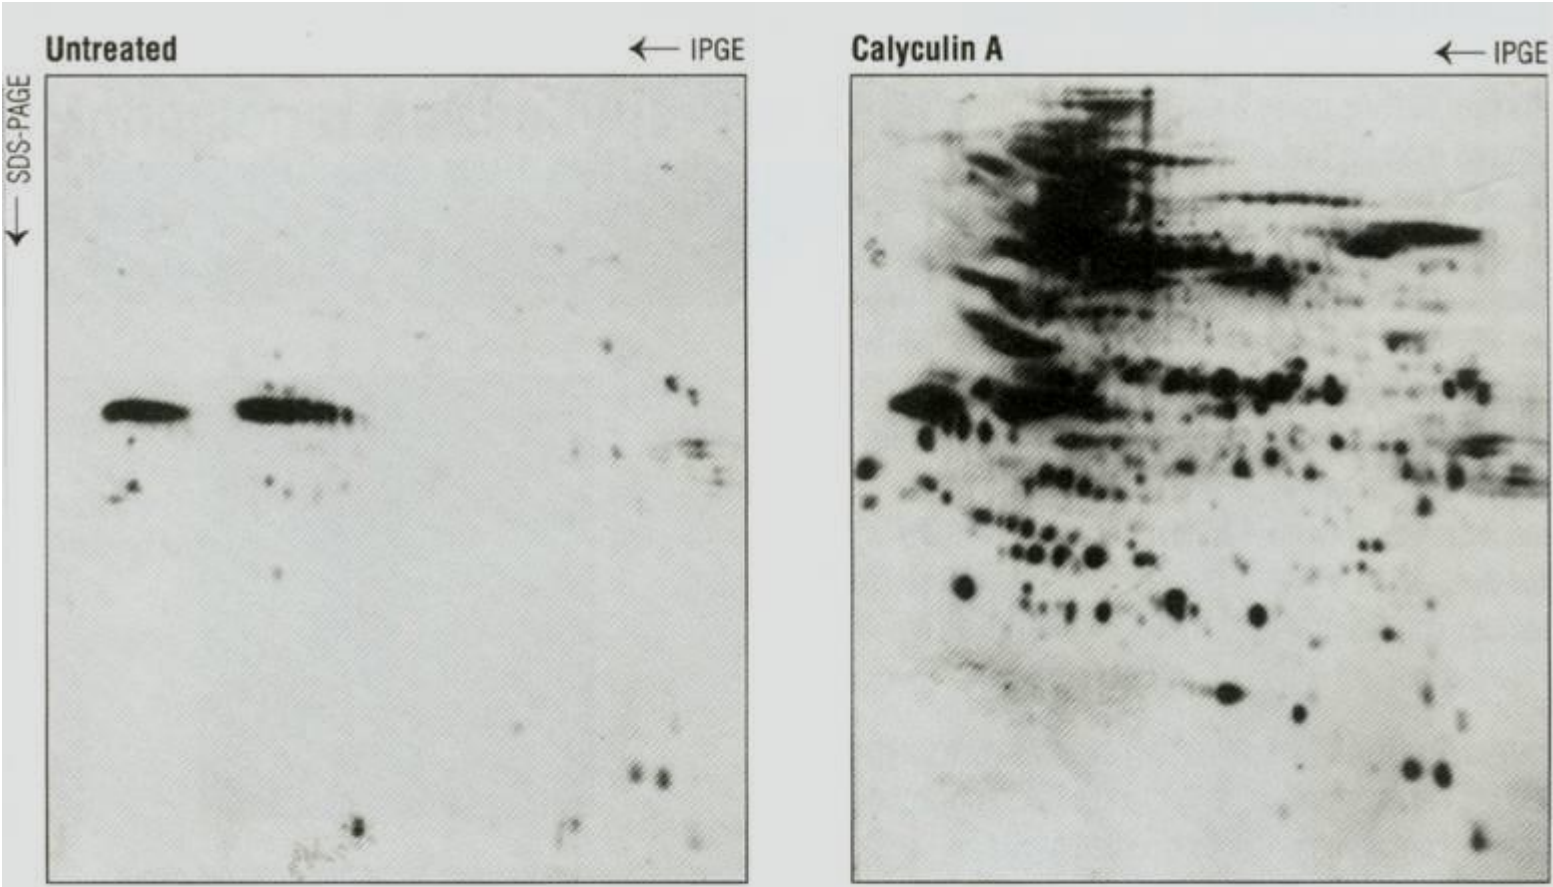 Untreated
← IPGE
Calyculin A
← IPGE
← SDS-PAGE